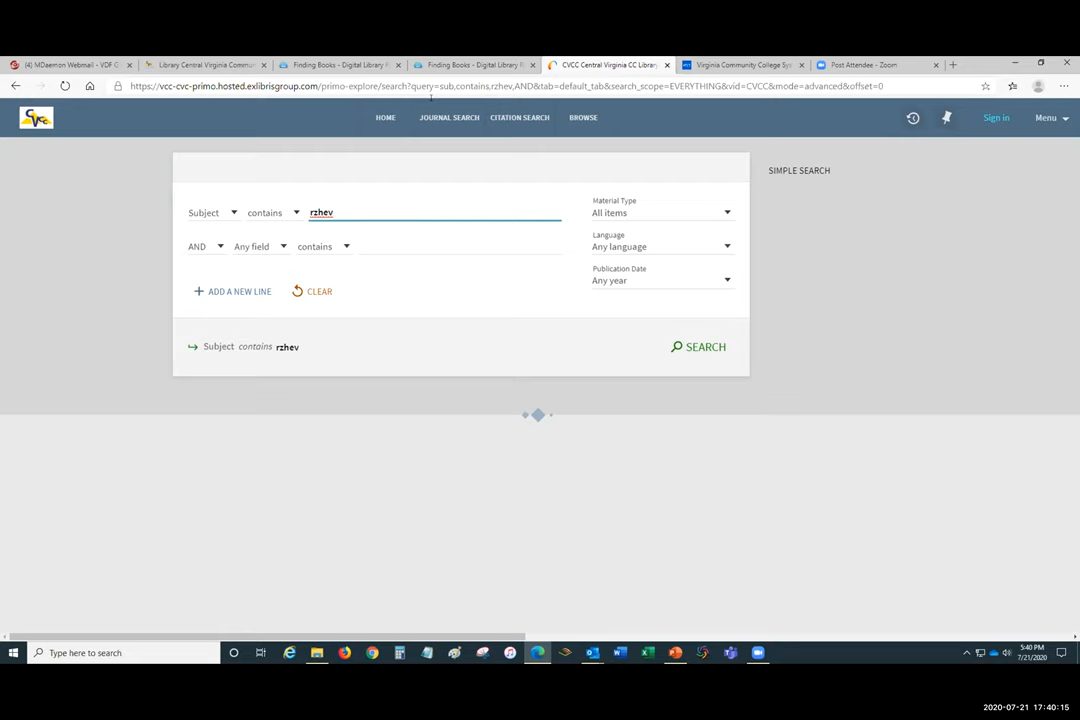 (4) MDaemon Webmail - VDF G
Library Central Virginia Commun
Finding Books - Digital Library R
Finding Books - Digital Library R
CVCC Central Virginia CC Library
Virginia Community College Sys
Post Attendee - Zoom
https://vcc-cvc-primo.hosted.exlibrisgroup.com/primo-explore/search?query=sub,contains,rzhev,AND&tab=default_tab&search_scope=EVERYTHING&vid=CVCC&mode=advanced&offset=0
CVCC
HOME JOURNAL SEARCH CITATION SEARCH BROWSE Sign in Menu
SIMPLE SEARCH
Subject contains rzhev
AND Any field contains
Material Type
All items
Language
Any language
Publication Date
Any year
+ ADD A NEW LINE CLEAR
Subject contains rzhev
SEARCH
Type here to search
5:40 PM
7/21/2020
2020-07-21 17:40:15